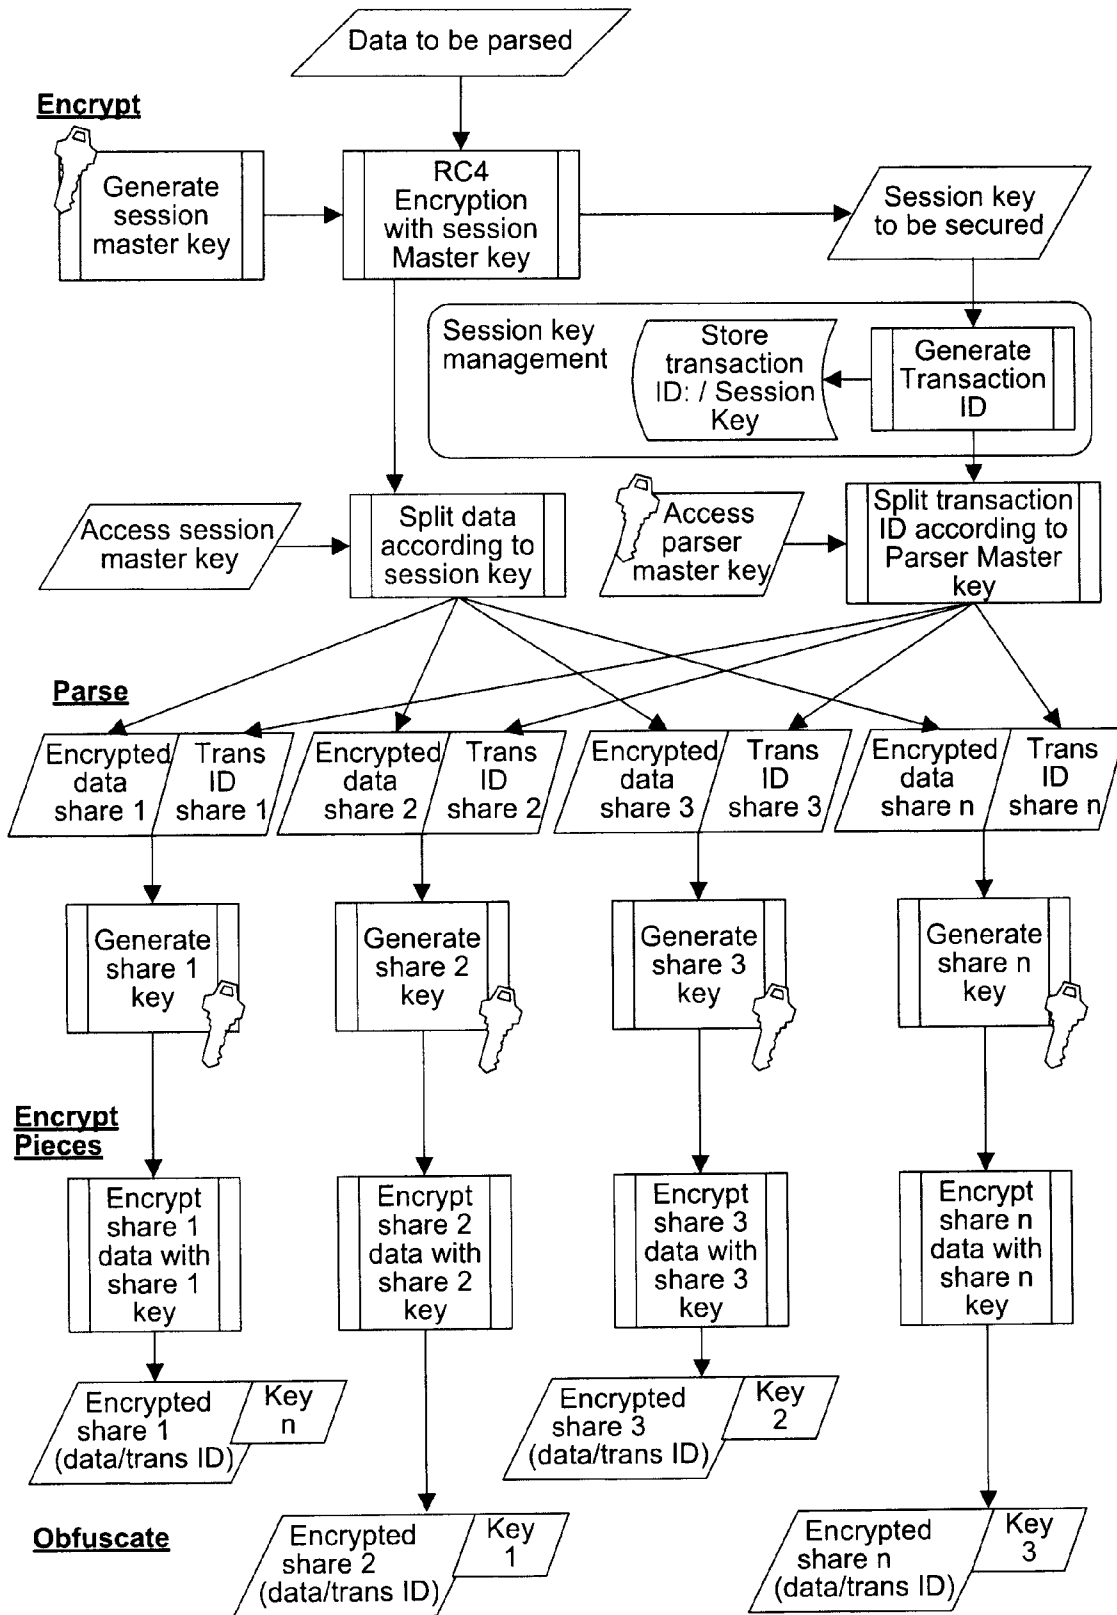 Data to be parsed
Encrypt
Generate
session
master key
RC4
Encryption
with session
Master key
Session key
to be secured
Session key
management
Store
transaction
ID: / Session
Key
Generate
Transaction
ID
Access session
master key
Split data
according to
session key
Access
parser
master key
Split transaction
ID according to
Parser Master
key
Parse
Encrypted
data
share 1
Trans
ID
share 1
Encrypted
data
share 2
Trans
ID
share 2
Encrypted
data
share 3
Trans
ID
share 3
Encrypted
data
share n
Trans
ID
share n
Generate
share 1
key
Generate
share 2
key
Generate
share 3
key
Generate
share n
key
Encrypt
Pieces
Encrypt
share 1
data with
share 1
key
Encrypt
share 2
data with
share 2
key
Encrypt
share 3
data with
share 3
key
Encrypt
share n
data with
share n
key
Encrypted
share 1
(data/trans ID)
Key
n
Encrypted
share 3
(data/trans ID)
Key
2
Obfuscate
Encrypted
share 2
(data/trans ID)
Key
1
Encrypted
share n
(data/trans ID)
Key
3